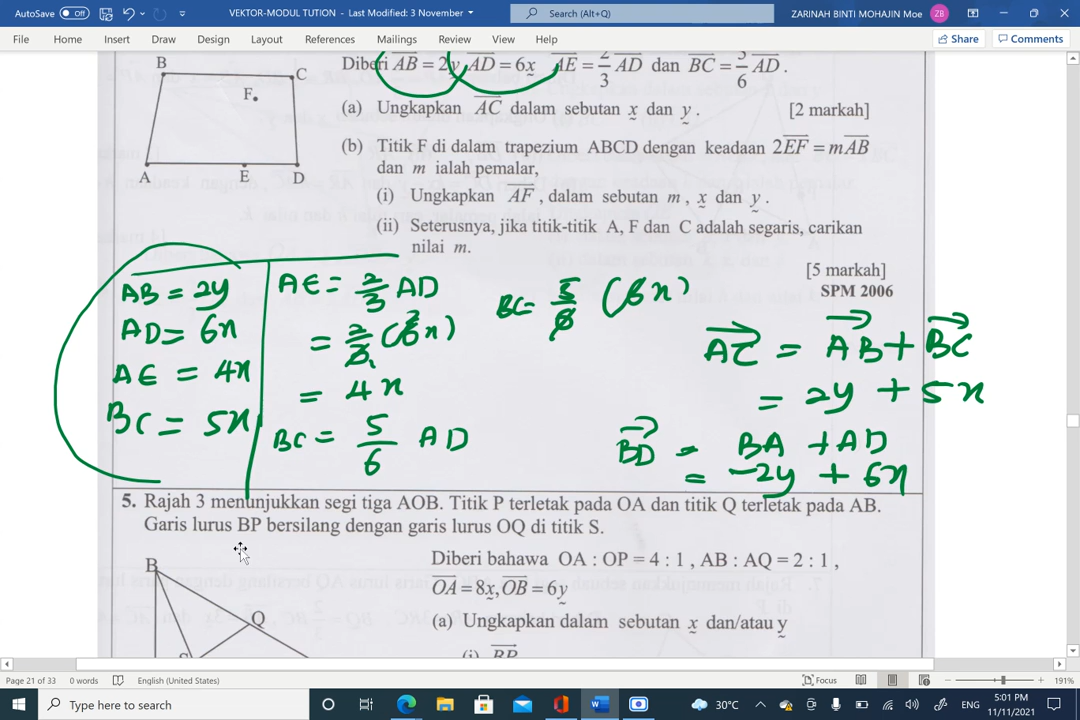 AutoSave Off VEKTOR-MODUL TUITION - Last Modified: 3 November Search (Alt+Q) ZARINAH BINTI MOHAJIN Moe ZB
File Home Insert Draw Design Layout References Mailings Review View Help Share Comments
B
C
F.
A
E
D
Diberi AB = 2y, AD = 6x AE = 2/3 AD dan BC = 5/6 AD .
(a) Ungkapkan AC dalam sebutan x dan y . [2 markah]
(b) Titik F di dalam trapezium ABCD dengan keadaan 2EF = mAB
dan m ialah pemalar,
(i) Ungkapkan AF , dalam sebutan m , x dan y .
(ii) Seterusnya, jika titik-titik A, F dan C adalah segaris, carikan
nilai m.
[5 markah]
SPM 2006
AB = 2y
AD = 6x
AE = 4x
BC = 5x
AE = 2/3 AD
= 2/3 (6x)
= 4x
BC = 5/6 AD
BC = 5/6 (6x)
AC = AB + BC
= 2y + 5x
BD = BA + AD
= -2y + 6x
5. Rajah 3 menunjukkan segi tiga AOB. Titik P terletak pada OA dan titik Q terletak pada AB.
Garis lurus BP bersilang dengan garis lurus OQ di titik S.
B
Q
Diberi bahawa OA : OP = 4 : 1 , AB : AQ = 2 : 1 ,
OA = 8x, OB = 6y
(a) Ungkapkan dalam sebutan x dan/atau y
(i) BP
Page 21 of 33 0 words English (United States) Focus 191%
Type here to search 30°C ENG 5:01 PM
11/11/2021